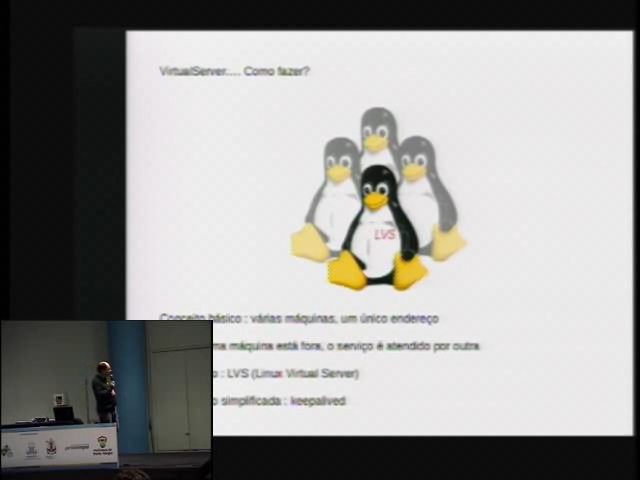 VirtualServer.... Como fazer?
LVS
Conceito básico : várias máquinas, um único endereço
ma máquina está fora, o serviço é atendido por outra
o : LVS (Linux Virtual Server)
o simplificada : keepalived